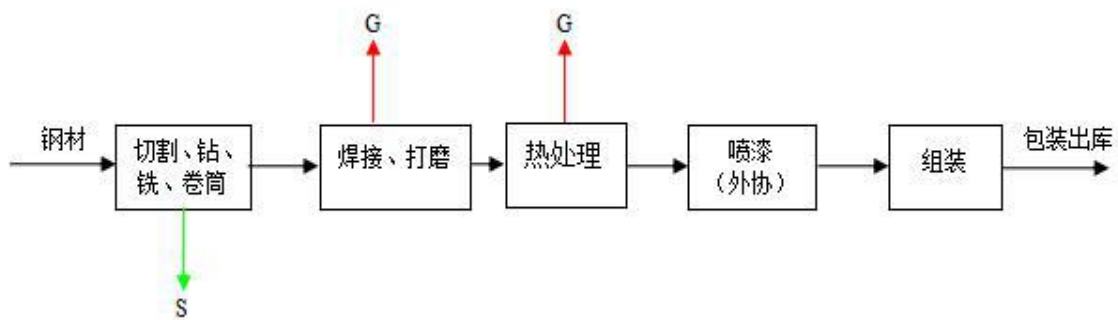 G
G
钢材
切割、钻、
铣、卷筒
焊接、打磨
热处理
喷漆
（外协）
组装
包装出库
S